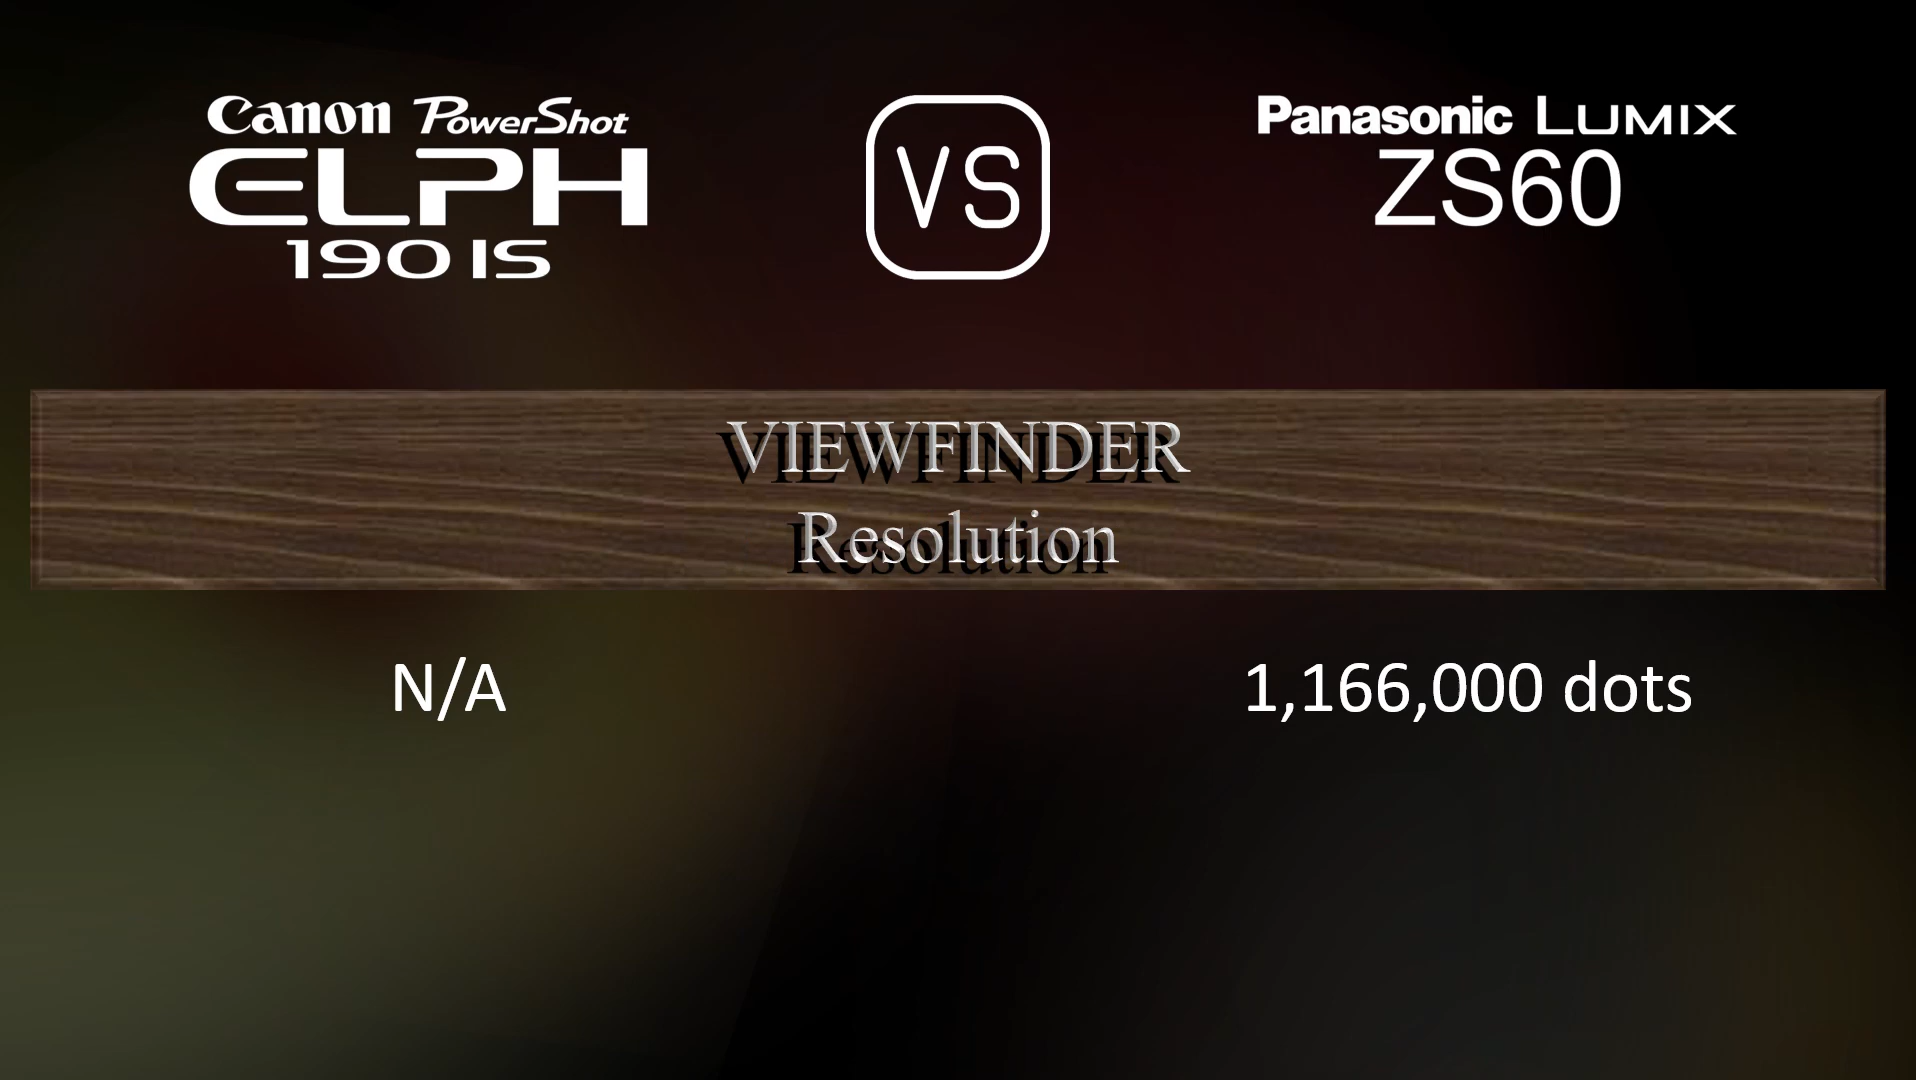 Canon PowerShot
ELPH
190 IS
VS
Panasonic LUMIX
ZS60
VIEWFINDER
Resolution
N/A
1,166,000 dots